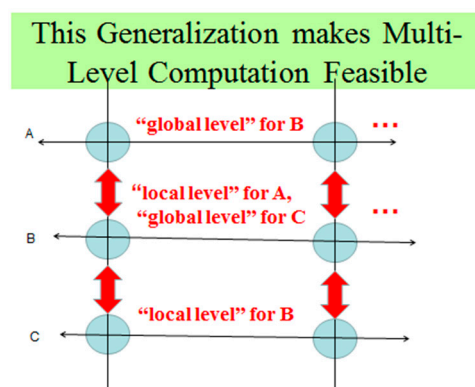 This Generalization makes Multi-
Level Computation Feasible
A
“global level” for B
...
“local level” for A,
“global level” for C
...
B
“local level” for B
C